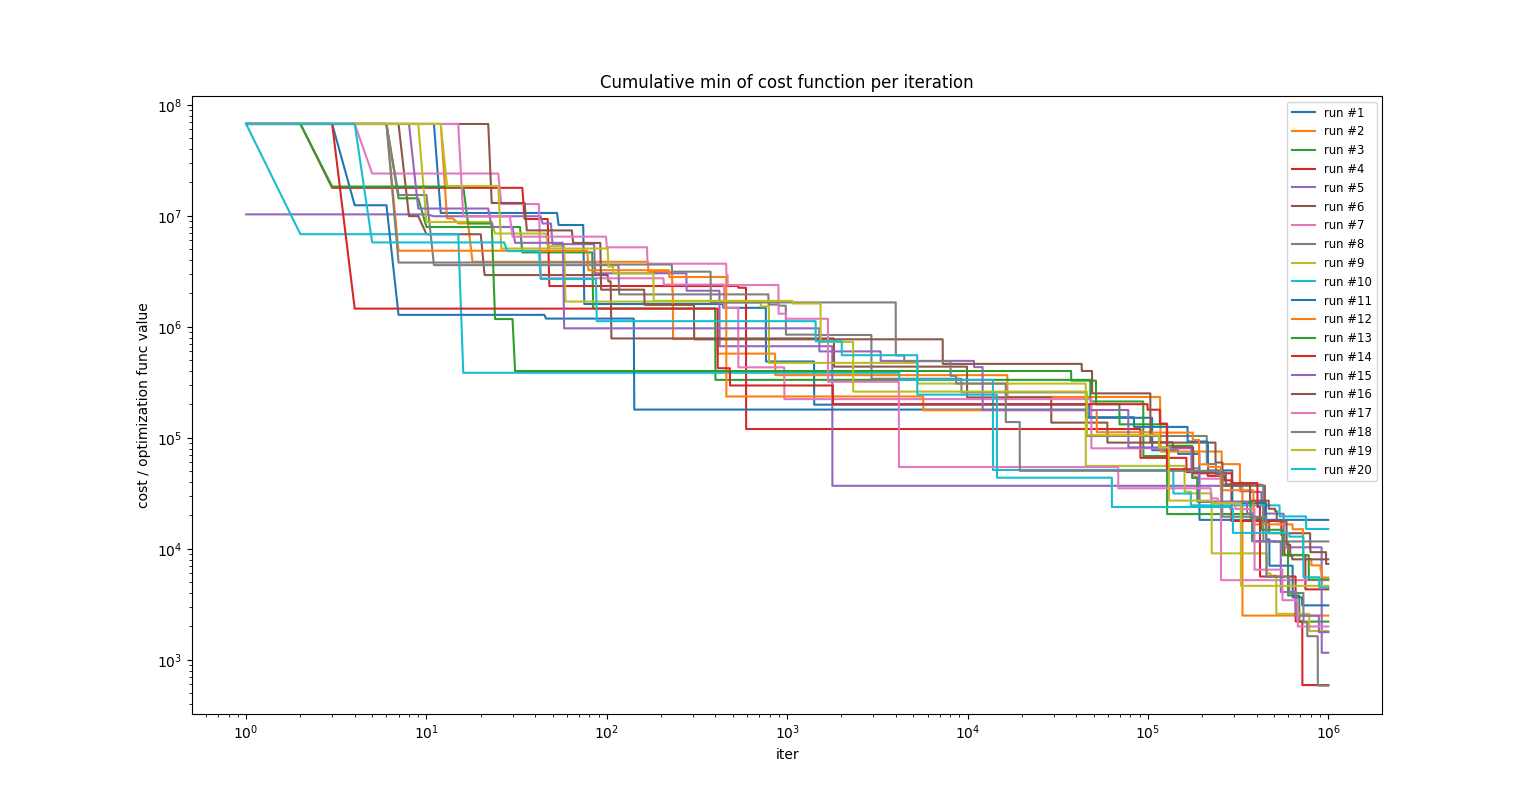 Cumulative min of cost function per iteration
cost / optimization func value
10^8
10^7
10^6
10^5
10^4
10^3
10^0
10^1
10^2
10^3
10^4
10^5
10^6
iter
run #1
run #2
run #3
run #4
run #5
run #6
run #7
run #8
run #9
run #10
run #11
run #12
run #13
run #14
run #15
run #16
run #17
run #18
run #19
run #20